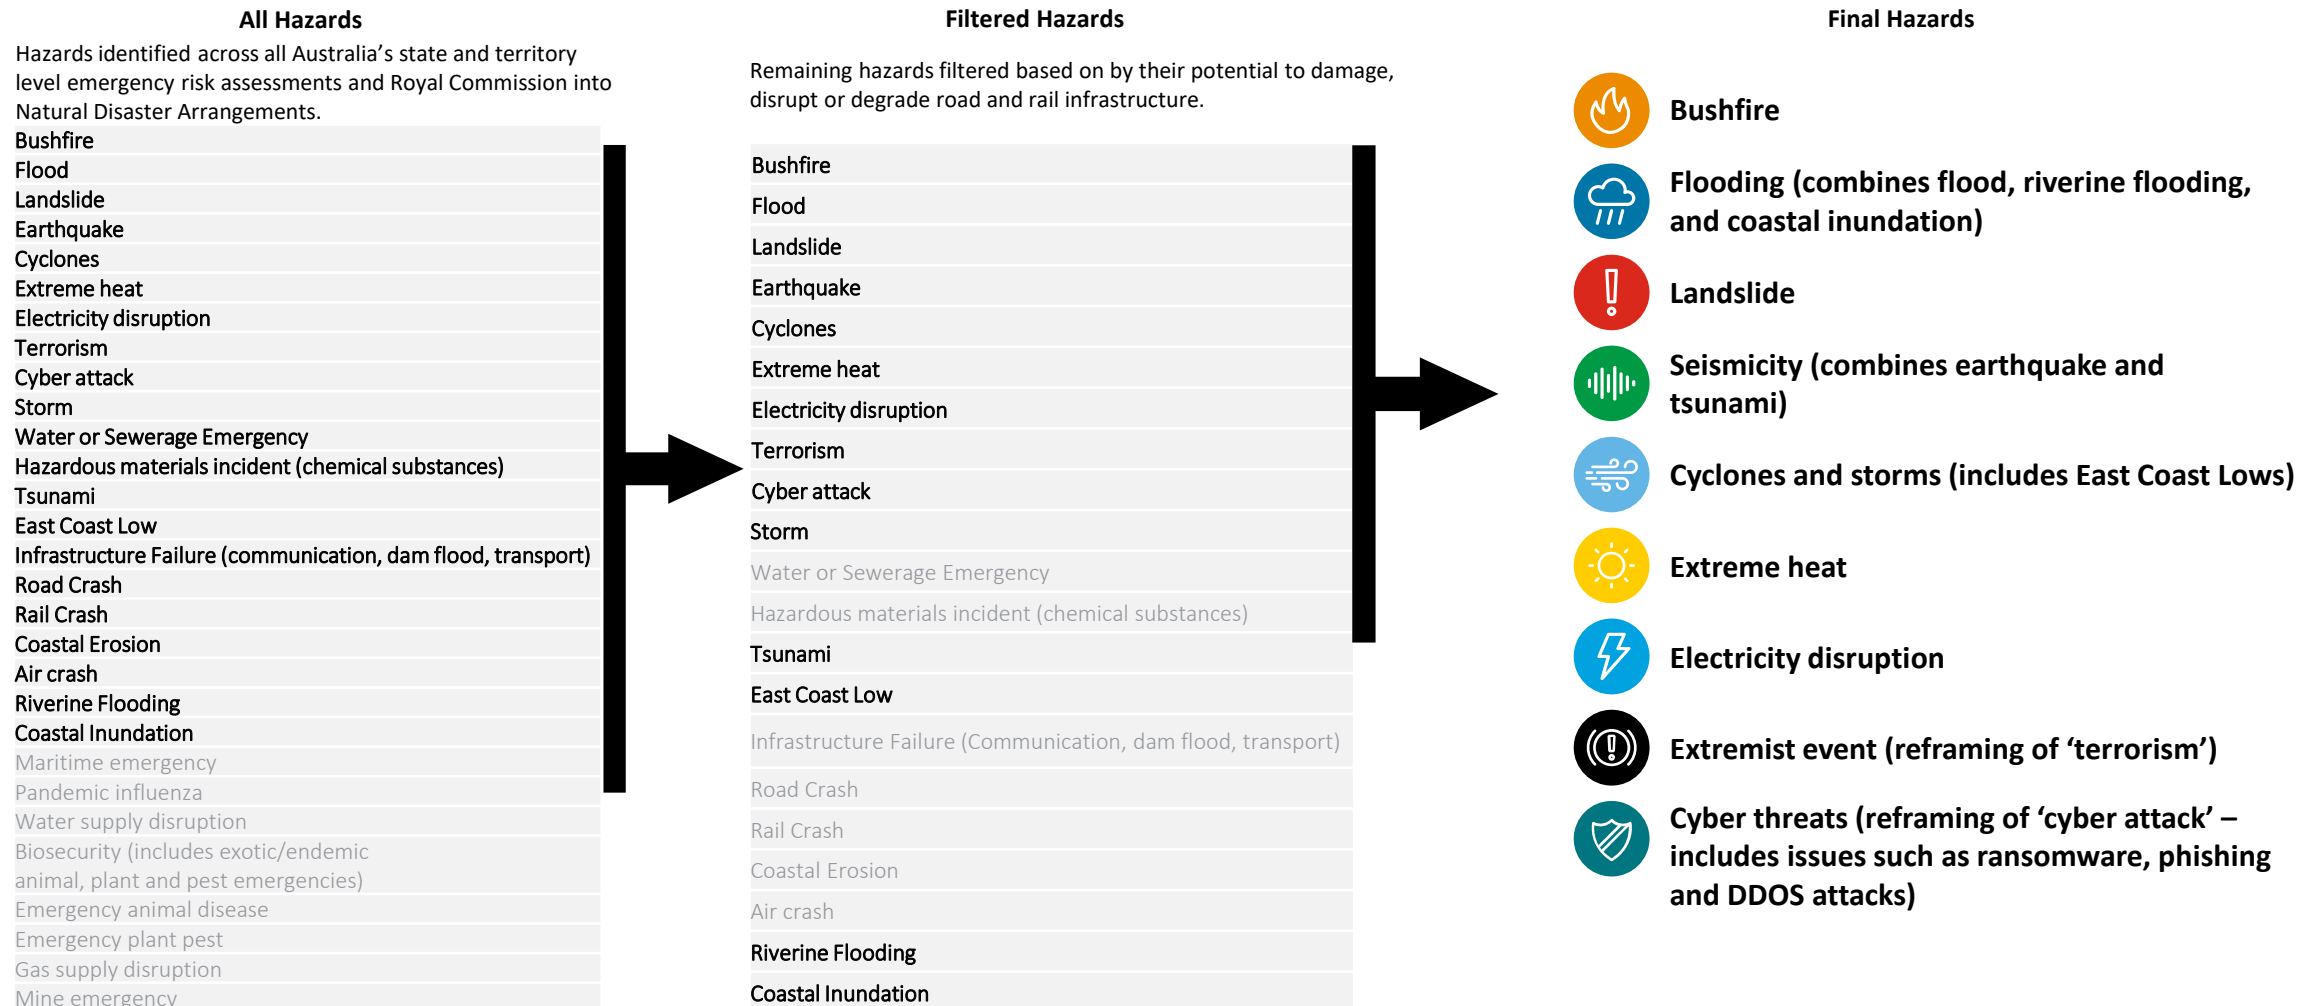 All Hazards
Hazards identified across all Australia’s state and territory
level emergency risk assessments and Royal Commission into
Natural Disaster Arrangements.
Bushfire
Flood
Landslide
Earthquake
Cyclones
Extreme heat
Electricity disruption
Terrorism
Cyber attack
Storm
Water or Sewerage Emergency
Hazardous materials incident (chemical substances)
Tsunami
East Coast Low
Infrastructure Failure (communication, dam flood, transport)
Road Crash
Rail Crash
Coastal Erosion
Air crash
Riverine Flooding
Coastal Inundation
Maritime emergency
Pandemic influenza
Water supply disruption
Biosecurity (includes exotic/endemic
animal, plant and pest emergencies)
Emergency animal disease
Emergency plant pest
Gas supply disruption
Mine emergency
Filtered Hazards
Remaining hazards filtered based on by their potential to damage,
disrupt or degrade road and rail infrastructure.
Bushfire
Flood
Landslide
Earthquake
Cyclones
Extreme heat
Electricity disruption
Terrorism
Cyber attack
Storm
Water or Sewerage Emergency
Hazardous materials incident (chemical substances)
Tsunami
East Coast Low
Infrastructure Failure (Communication, dam flood, transport)
Road Crash
Rail Crash
Coastal Erosion
Air crash
Riverine Flooding
Coastal Inundation
Final Hazards
Bushfire
Flooding (combines flood, riverine flooding,
and coastal inundation)
Landslide
Seismicity (combines earthquake and
tsunami)
Cyclones and storms (includes East Coast Lows)
Extreme heat
Electricity disruption
Extremist event (reframing of ‘terrorism’)
Cyber threats (reframing of ‘cyber attack’ –
includes issues such as ransomware, phishing
and DDOS attacks)